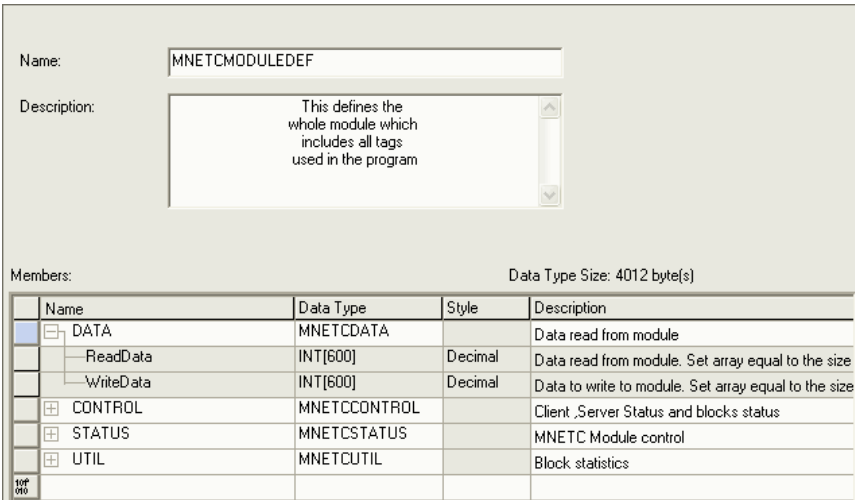 Name: MNETCMODULEDEF
Description: This defines the
whole module which
includes all tags
used in the program
Members: Data Type Size: 4012 byte(s)
Name Data Type Style Description
DATA MNETCDATA Data read from module
ReadData INT[600] Decimal Data read from module. Set array equal to the size
WriteData INT[600] Decimal Data to write to module. Set array equal to the size
CONTROL MNETCCONTROL Client ,Server Status and blocks status
STATUS MNETCSTATUS MNETC Module control
UTIL MNETCUTIL Block statistics